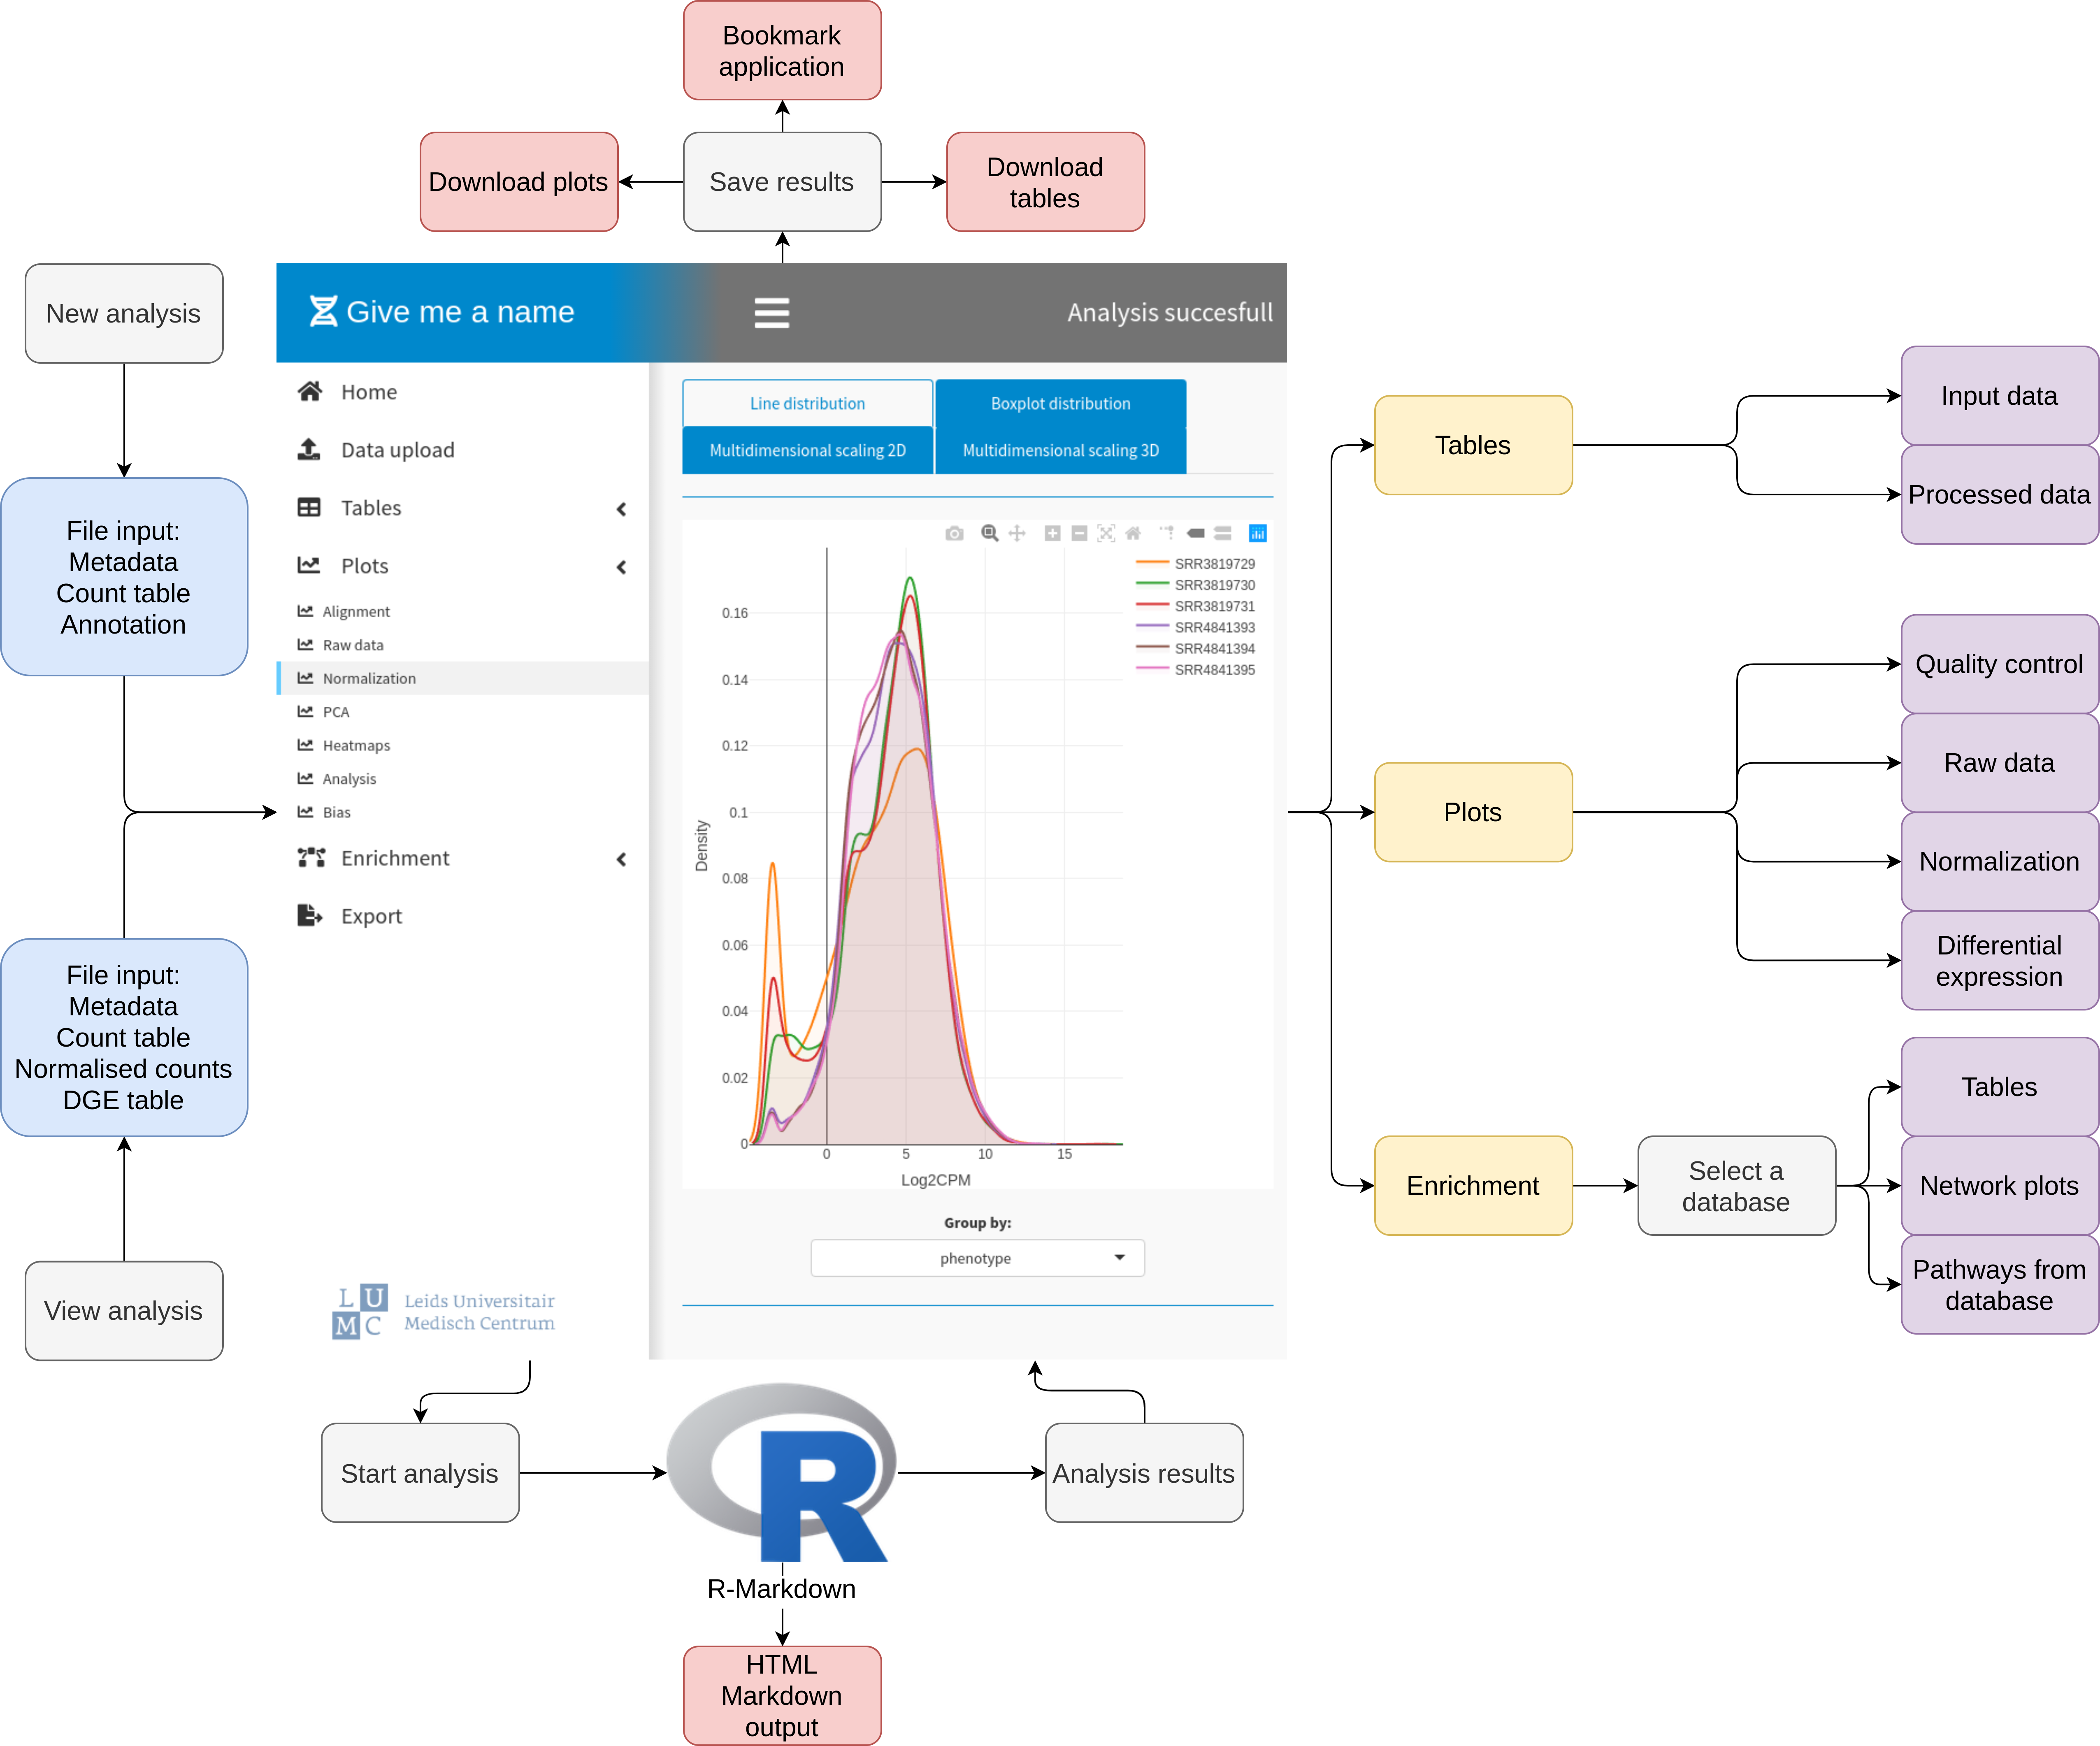 Bookmark
application
Download plots
Save results
Download
tables
New analysis
File input:
Metadata
Count table
Annotation
File input:
Metadata
Count table
Normalised counts
DGE table
View analysis
Give me a name
Analysis succesfull
Home
Data upload
Tables
Plots
Alignment
Raw data
Normalization
PCA
Heatmaps
Analysis
Bias
Enrichment
Export
L U
M C
Leids Universitair
Medisch Centrum
Line distribution
Boxplot distribution
Multidimensional scaling 2D
Multidimensional scaling 3D
SRR3819729
SRR3819730
SRR3819731
SRR4841393
SRR4841394
SRR4841395
Density
0.16
0.14
0.12
0.1
0.08
0.06
0.04
0.02
0
0
5
10
15
Log2CPM
Group by:
phenotype
Start analysis
R
Analysis results
R-Markdown
HTML
Markdown
output
Tables
Input data
Processed data
Plots
Quality control
Raw data
Normalization
Differential
expression
Enrichment
Select a
database
Tables
Network plots
Pathways from
database